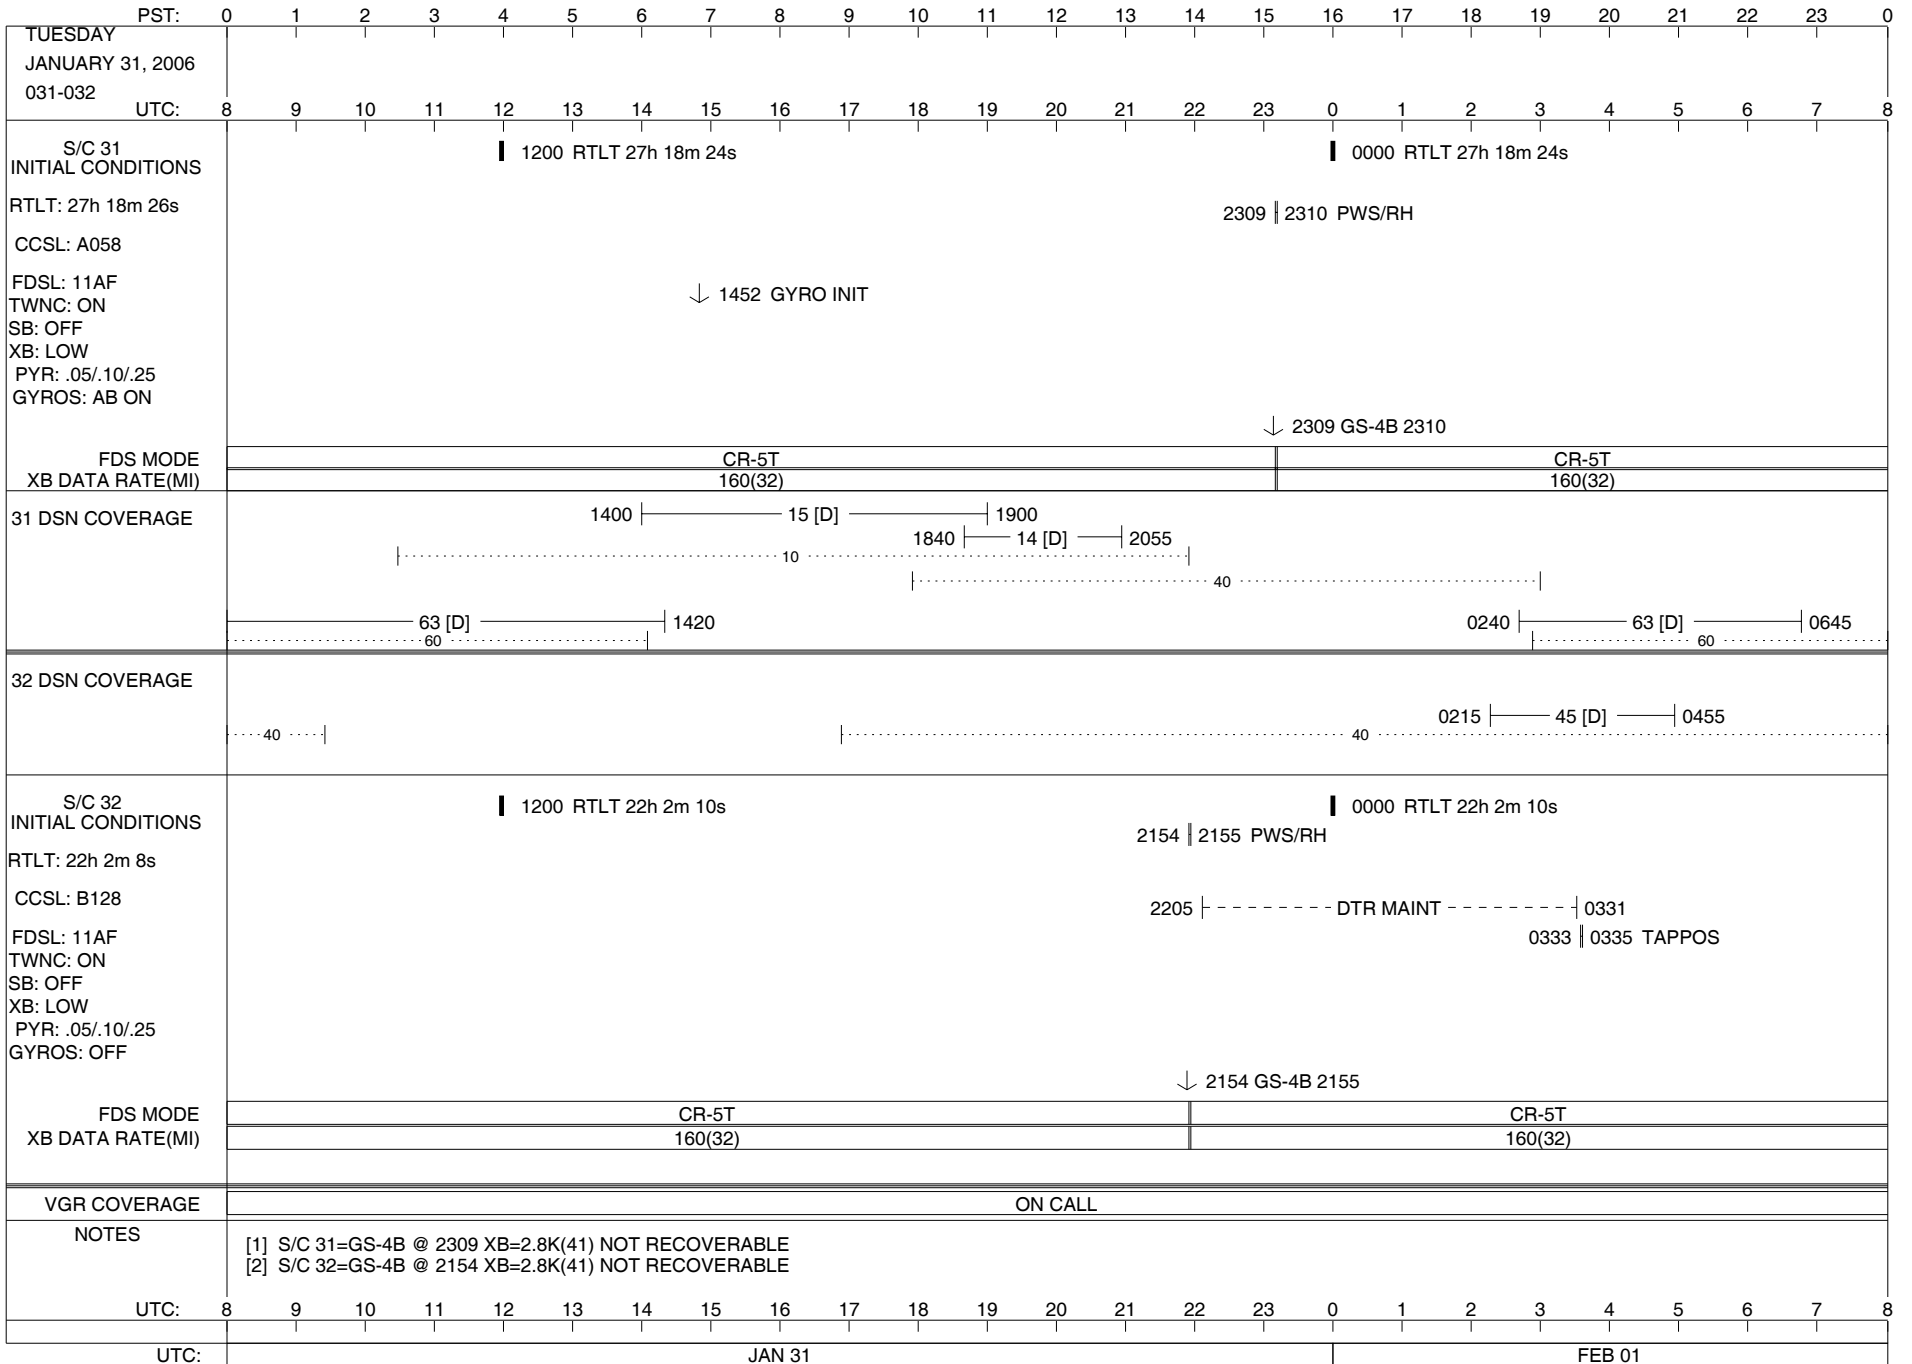 PST: 0 1 2 3 4 5 6 7 8 9 10 11 12 13 14 15 16 17 18 19 20 21 22 23 0
TUESDAY
JANUARY 31, 2006
031-032
UTC: 8 9 10 11 12 13 14 15 16 17 18 19 20 21 22 23 0 1 2 3 4 5 6 7 8
S/C 31
INITIAL CONDITIONS
1200 RTLT 27h 18m 24s
0000 RTLT 27h 18m 24s
RTLT: 27h 18m 26s
2309 2310 PWS/RH
CCSL: A058
FDSL: 11AF
1452 GYRO INIT
TWNC: ON
SB: OFF
XB: LOW
PYR: .05/.10/.25
GYROS: AB ON
2309 GS-4B 2310
FDS MODE CR-5T CR-5T
XB DATA RATE(MI) 160(32) 160(32)
31 DSN COVERAGE
1400 15 [D] 1900
1840 14 [D] 2055
10
40
63 [D] 1420
0240 63 [D] 0645
60 60
32 DSN COVERAGE
0215 45 [D] 0455
40 40
S/C 32
INITIAL CONDITIONS
1200 RTLT 22h 2m 10s
0000 RTLT 22h 2m 10s
2154 2155 PWS/RH
RTLT: 22h 2m 8s
CCSL: B128
2205 DTR MAINT 0331
FDSL: 11AF
0333 0335 TAPPOS
TWNC: ON
SB: OFF
XB: LOW
PYR: .05/.10/.25
GYROS: OFF
2154 GS-4B 2155
FDS MODE CR-5T CR-5T
XB DATA RATE(MI) 160(32) 160(32)
VGR COVERAGE ON CALL
NOTES
[1] S/C 31=GS-4B @ 2309 XB=2.8K(41) NOT RECOVERABLE
[2] S/C 32=GS-4B @ 2154 XB=2.8K(41) NOT RECOVERABLE
UTC: 8 9 10 11 12 13 14 15 16 17 18 19 20 21 22 23 0 1 2 3 4 5 6 7 8
UTC: JAN 31 FEB 01